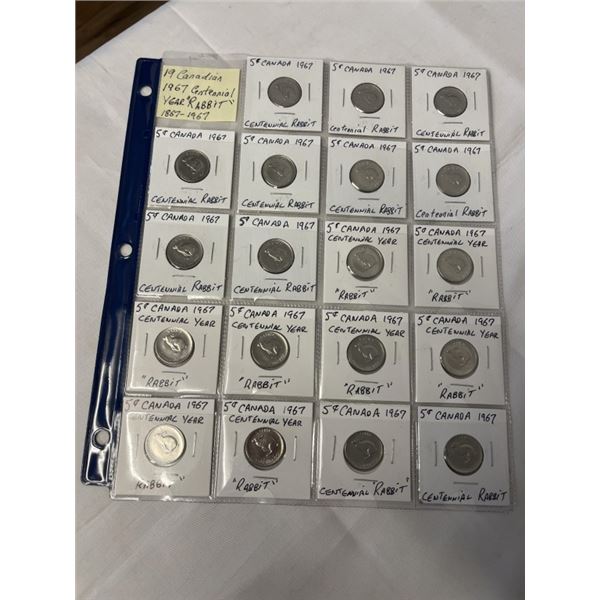 19 Canadian
1967 Centennial
YEAR "RABBIT"
1867-1967
5¢ CANADA 1967
CENTENNIAL RABBIT
5¢ CANADA 1967
Centennial RABBIT
5¢ CANADA 1967
CENTENNIAL RABBIT
5¢ CANADA 1967
CENTENNIAL RABBIT
5¢ CANADA 1967
CENTENNIAL RABBIT
5¢ CANADA 1967
CENTENNIAL RABBIT
5¢ CANADA 1967
Centennial RABBIT
5¢ CANADA 1967
CENTENNIAL RABBIT
5¢ CANADA 1967
CENTENNIAL RABBIT
5¢ CANADA 1967
CENTENNIAL YEAR
"RABBIT"
5¢ CANADA 1967
CENTENNIAL YEAR
"RABBIT"
5¢ CANADA 1967
CENTENNIAL YEAR
"RABBIT"
5¢ CANADA 1967
CENTENNIAL YEAR
"RABBIT"
5¢ CANADA 1967
CENTENNIAL YEAR
"RABBIT"
5¢ CANADA 1967
CENTENNIAL YEAR
"RABBIT"
5¢ CANADA 1967
CENTENNIAL YEAR
"RABBIT"
5¢ CANADA 1967
CENTENNIAL YEAR
"RABBIT"
5¢ CANADA 1967
CENTENNIAL "RABBIT"
5¢ CANADA 1967
CENTENNIAL RABBIT